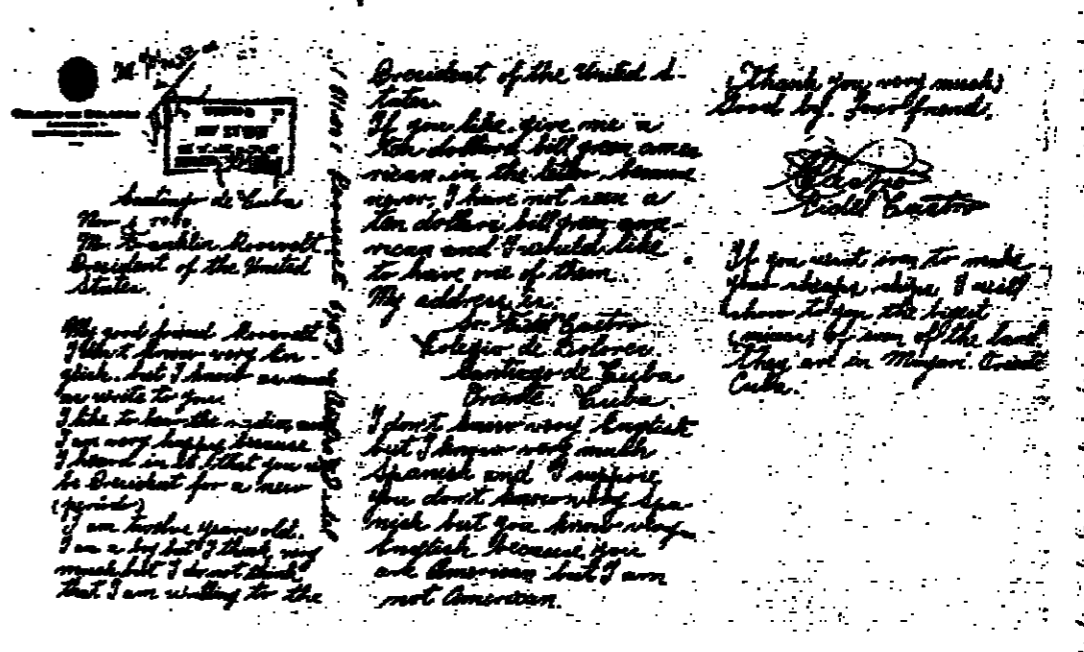 Santiago de Cuba
Nov 6 1940
Mr. Franklin Roosevelt
President of the United
States.
My good friend Roosevelt
I don't know very En-
glish, but I know as much
as write to you.
I like to hear the radio, and
I am very happy because
I heard in it, that you will
be President for a new
(periodo)
I am twelve years old.
I am a boy but I think very
much but I do not think
that I am writting to the
President of the United S-
tates.
If you like, give me a
ten dollars bill green ame-
rican, in the letter, because
never, I have not seen a
ten dollars bill green ame-
rican and I would like
to have one of them.
My address is:
Sr. Fidel Castro
Colegio de Dolores.
Santiago de Cuba
Oriente. Cuba
I don't know very English
but I know very much
Spanish and I suppose
you don't know very Spa-
nish but you know very
English because you
are American but I am
not American.
(Thank you very much)
Good by. Your friend,
Castro
Fidel Castro
If you want iron to make
your sheaps ships I will
show to you the bigest
(minas) of iron of the land.
They are in Mayari. Oriente
Cuba.